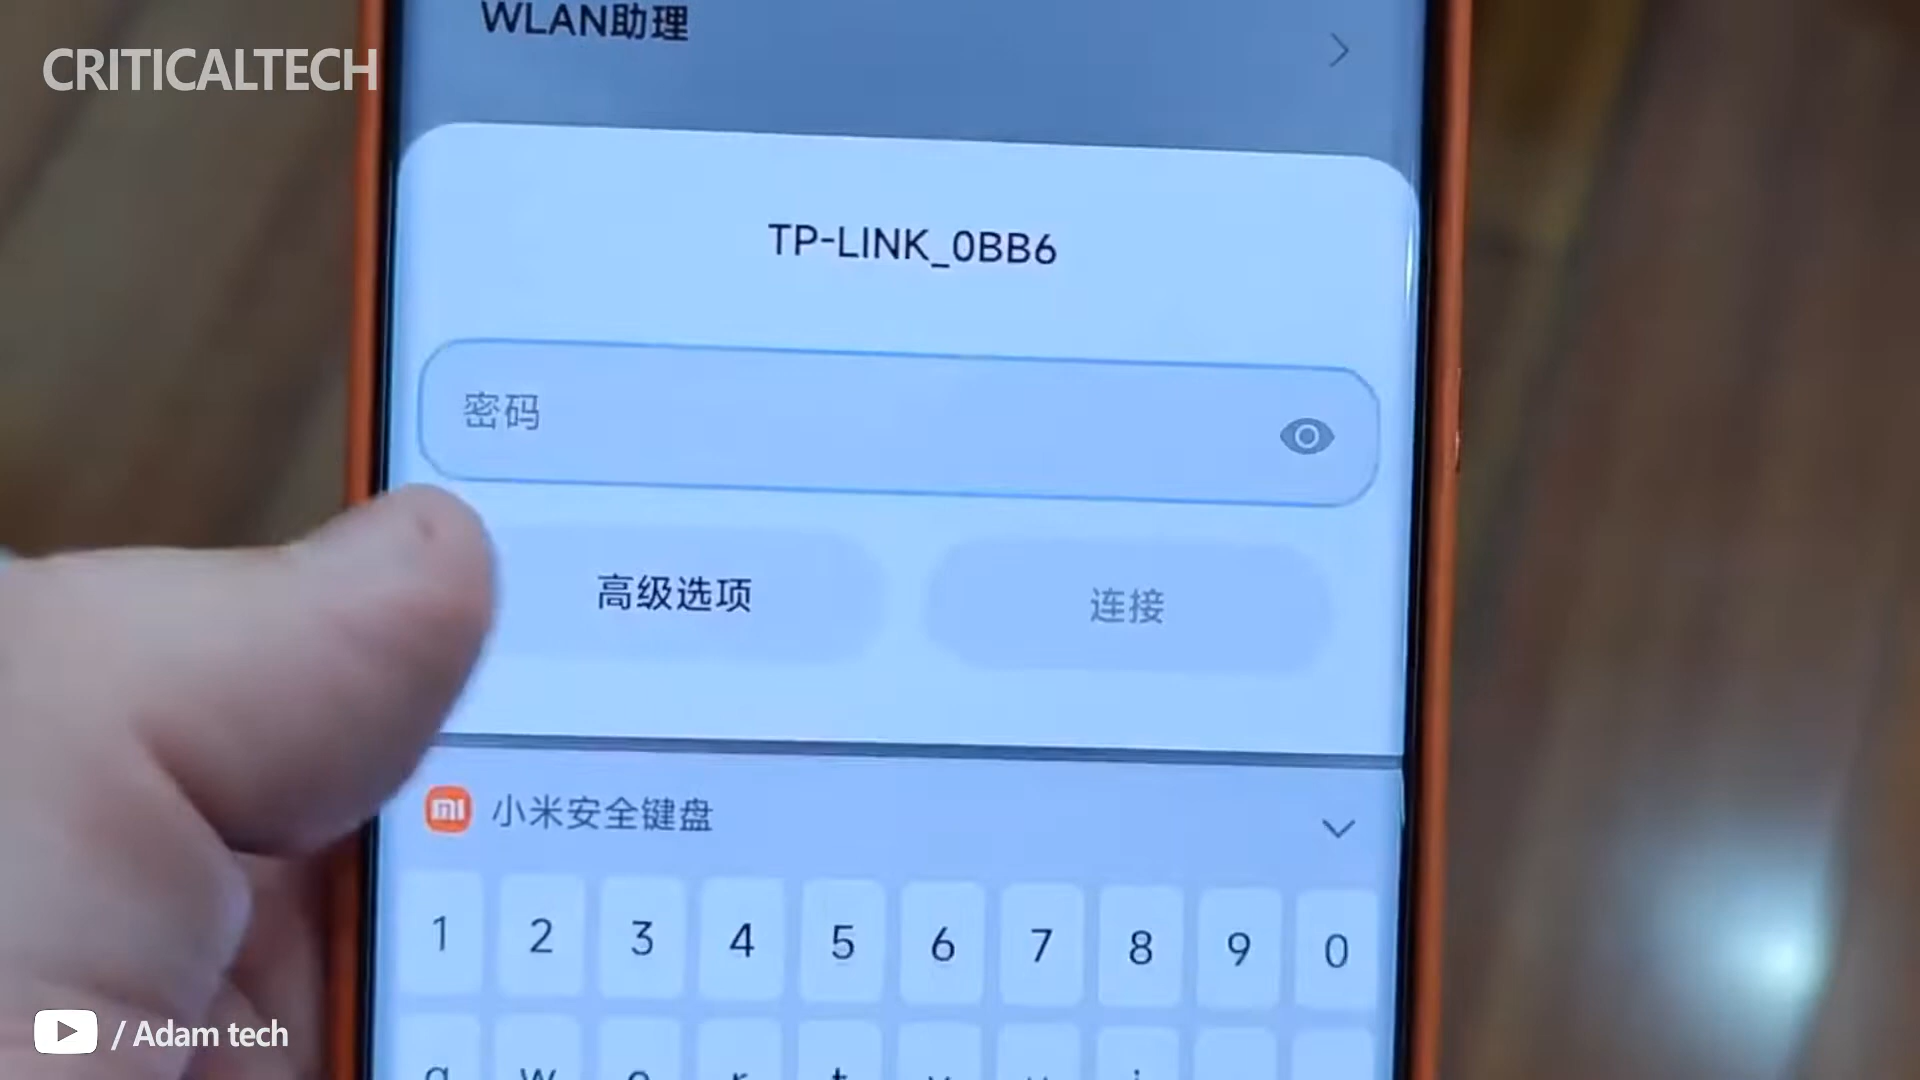 WLAN助理
CRITICALTECH
TP-LINK_0BB6
密码
高级选项
连接
mi 小米安全键盘
1 2 3 4 5 6 7 8 9 0
q w e r t y u i
/ Adam tech